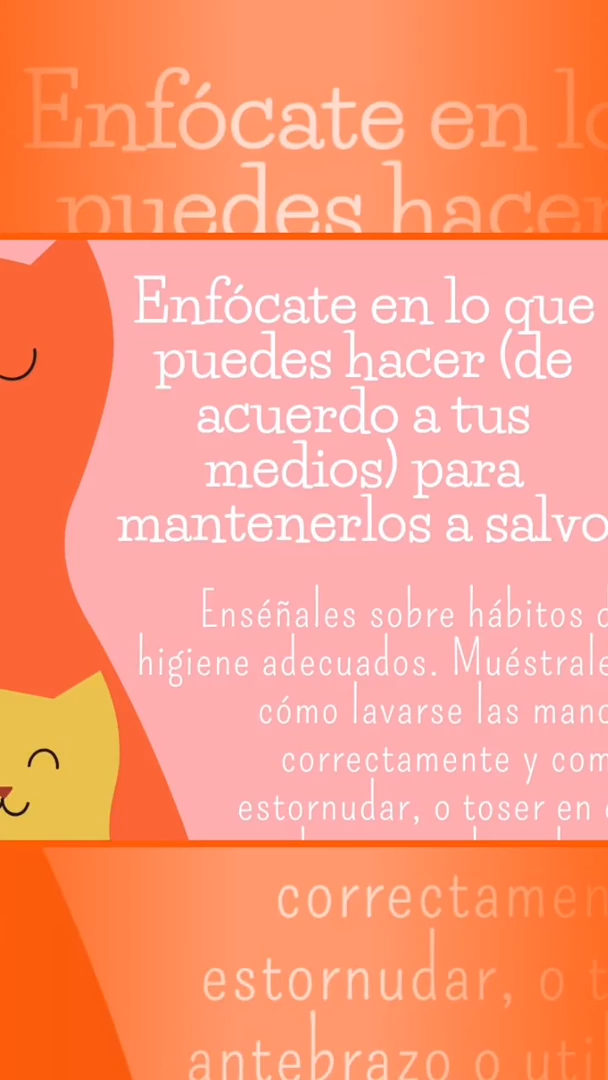 Enfócate en lo
puedes hacer
Enfócate en lo que
puedes hacer (de
acuerdo a tus
medios) para
mantenerlos a salvo
Enséñales sobre hábitos
higiene adecuados. Muéstrale
cómo lavarse las mano
correctamente y com
estornudar, o toser en
correctamen
estornudar, o t
antebrazo o uti